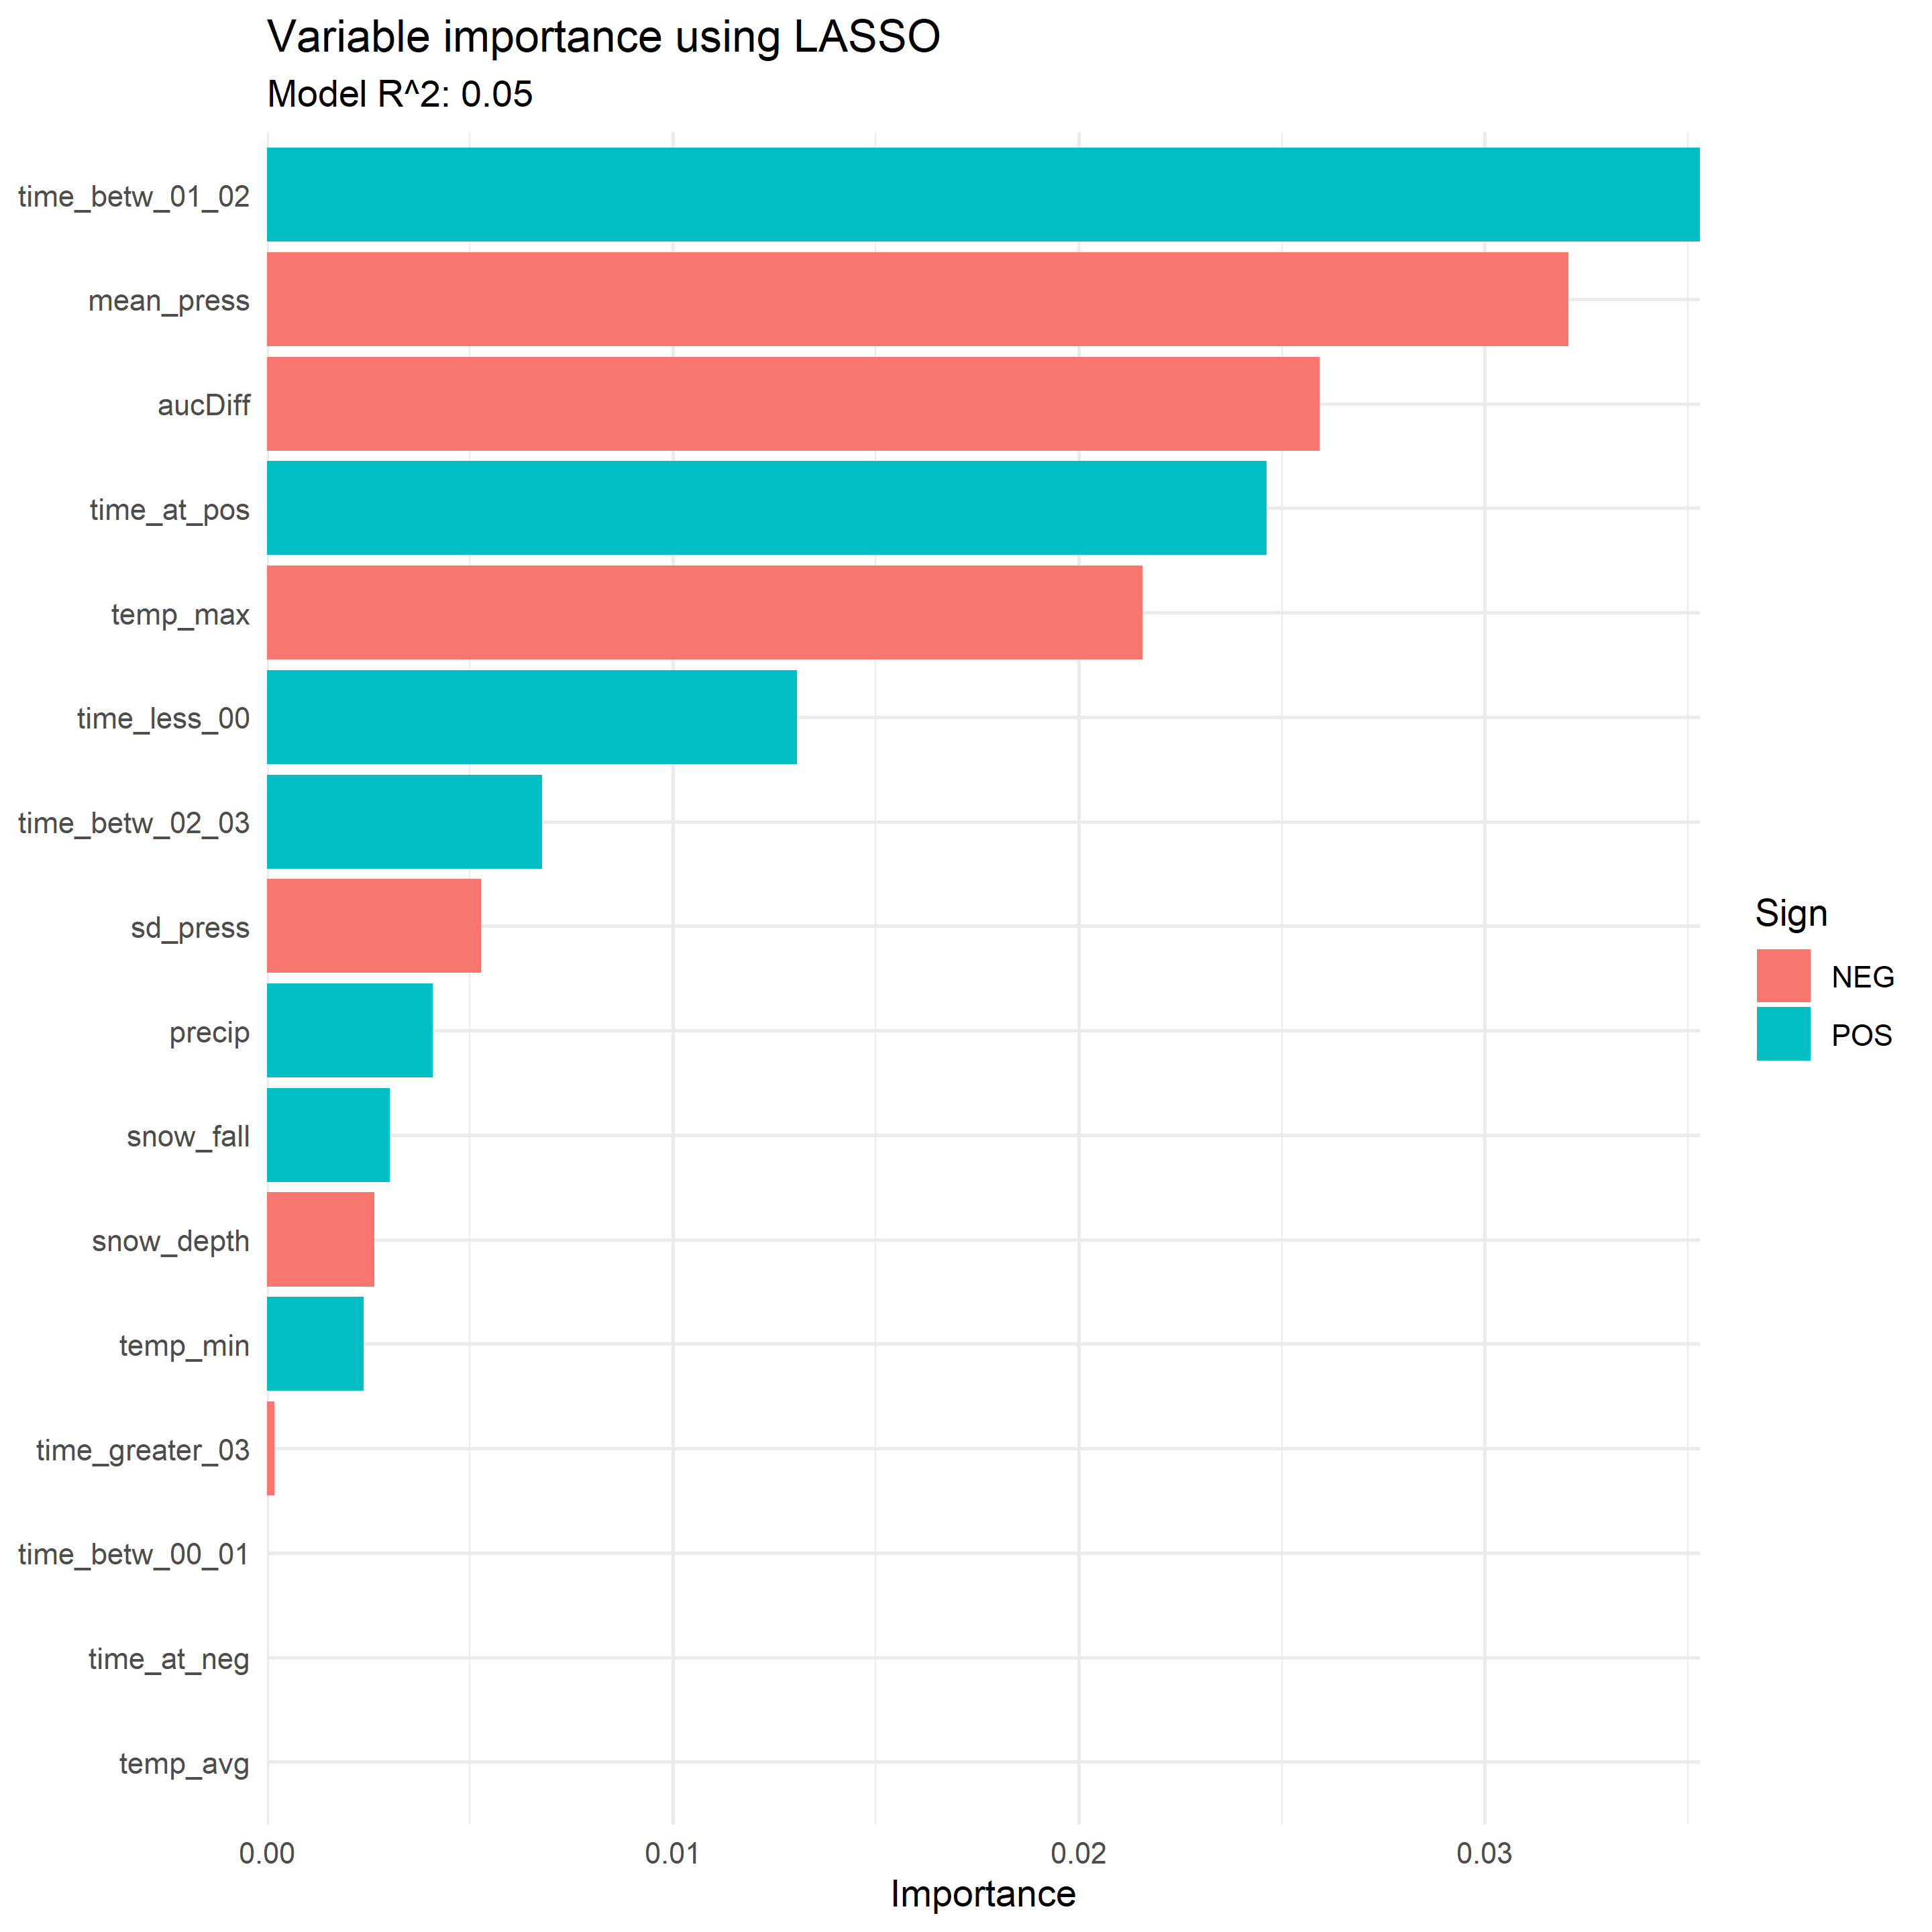 Variable importance using LASSO
Model R^2: 0.05
time_betw_01_02
mean_press
aucDiff
time_at_pos
temp_max
time_less_00
time_betw_02_03
sd_press
precip
snow_fall
snow_depth
temp_min
time_greater_03
time_betw_00_01
time_at_neg
temp_avg
0.00 0.01 0.02 0.03
Importance
Sign
NEG
POS